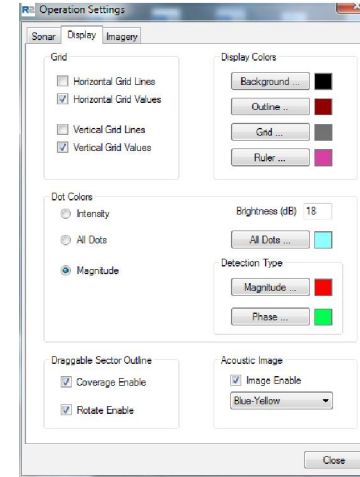 R2 Operation Settings
Sonar Display Imagery
Grid
Horizontal Grid Lines
Horizontal Grid Values
Vertical Grid Lines
Vertical Grid Values
Display Colors
Background ...
Outline ..
Grid ...
Ruler ...
Dot Colors
Intensity
All Dots
Magnitude
Brightness (dB) 18
All Dots ...
Detection Type
Magnitude ...
Phase ...
Draggable Sector Outline
Coverage Enable
Rotate Enable
Acoustic Image
Image Enable
Blue-Yellow
Close